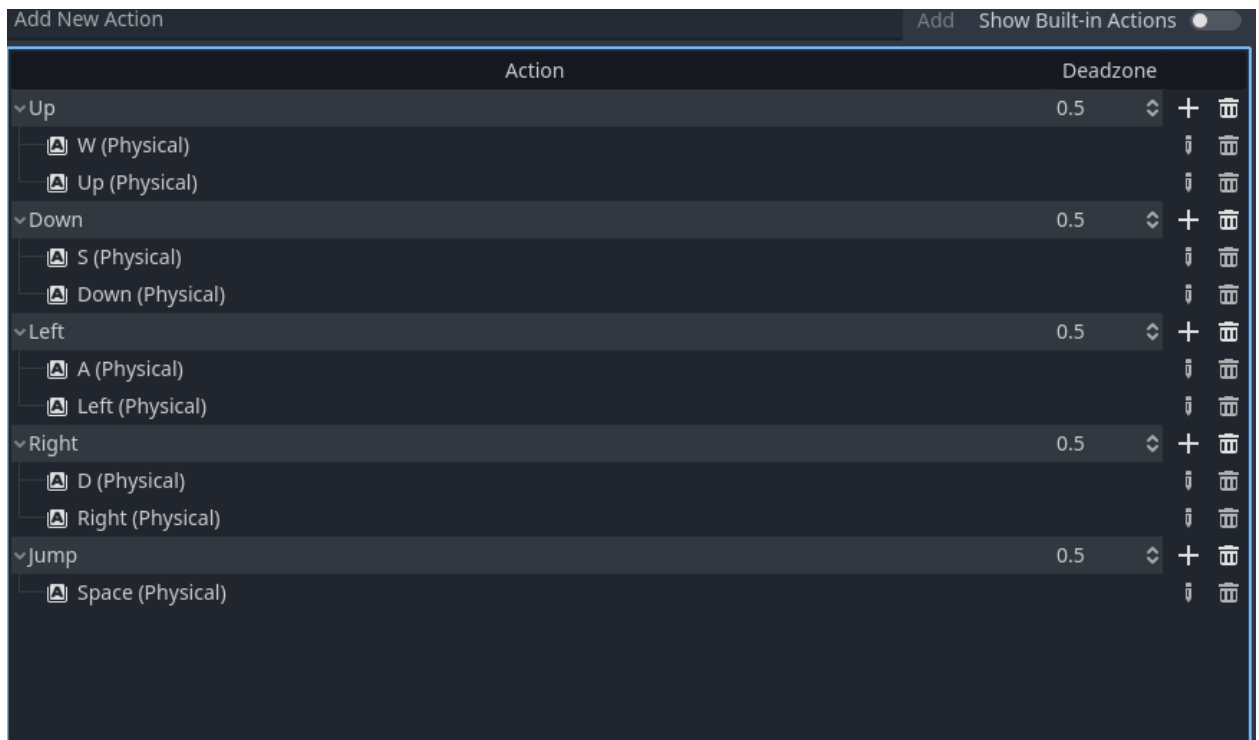 Add New Action Add Show Built-in Actions
Action Deadzone
Up 0.5
W (Physical)
Up (Physical)
Down 0.5
S (Physical)
Down (Physical)
Left 0.5
A (Physical)
Left (Physical)
Right 0.5
D (Physical)
Right (Physical)
Jump 0.5
Space (Physical)